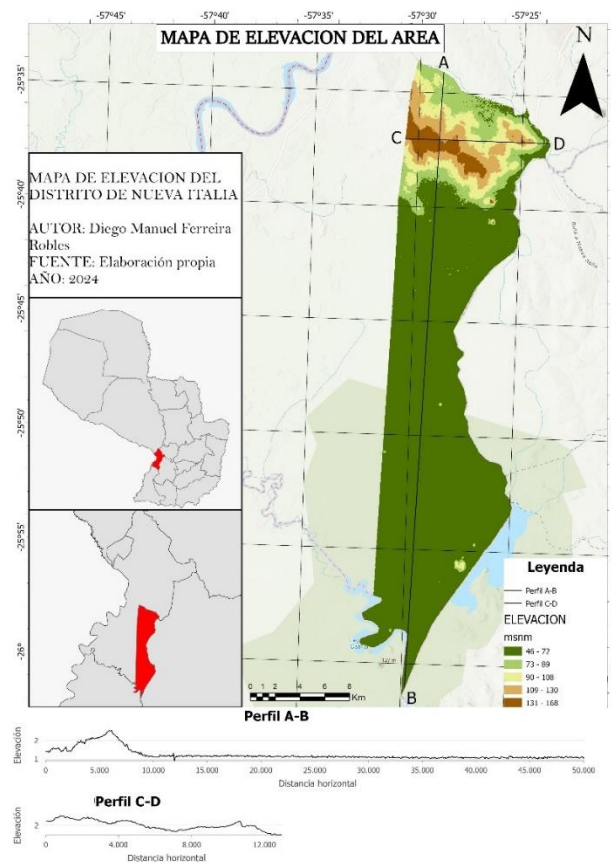 -57°45'
-57°40'
-57°35'
-57°30'
-57°24'
MAPA DE ELEVACION DEL AREA
N
A
-25°35'
C
D
MAPA DE ELEVACION DEL
DISTRITO DE NUEVA ITALIA
AUTOR: Diego Manuel Ferreira
Robles
FUENTE: Elaboración propia
AÑO: 2024
-25°40'
-25°45'
-25°50'
-25°55'
-26°
Leyenda
Perfil A-B
Perfil C-D
ELEVACION
msnm
46 - 77
73 - 89
90 - 108
109 - 130
131 - 168
0 1 2 4 6 8
Km
B
Perfil A-B
Elevación
2
1
0
5.000
10.000
15.000
20.000
25.000
30.000
35.000
40.000
45.000
50.000
Distancia horizontal
Perfil C-D
Elevación
2
0
4.000
8.000
12.000
Distancia horizontal